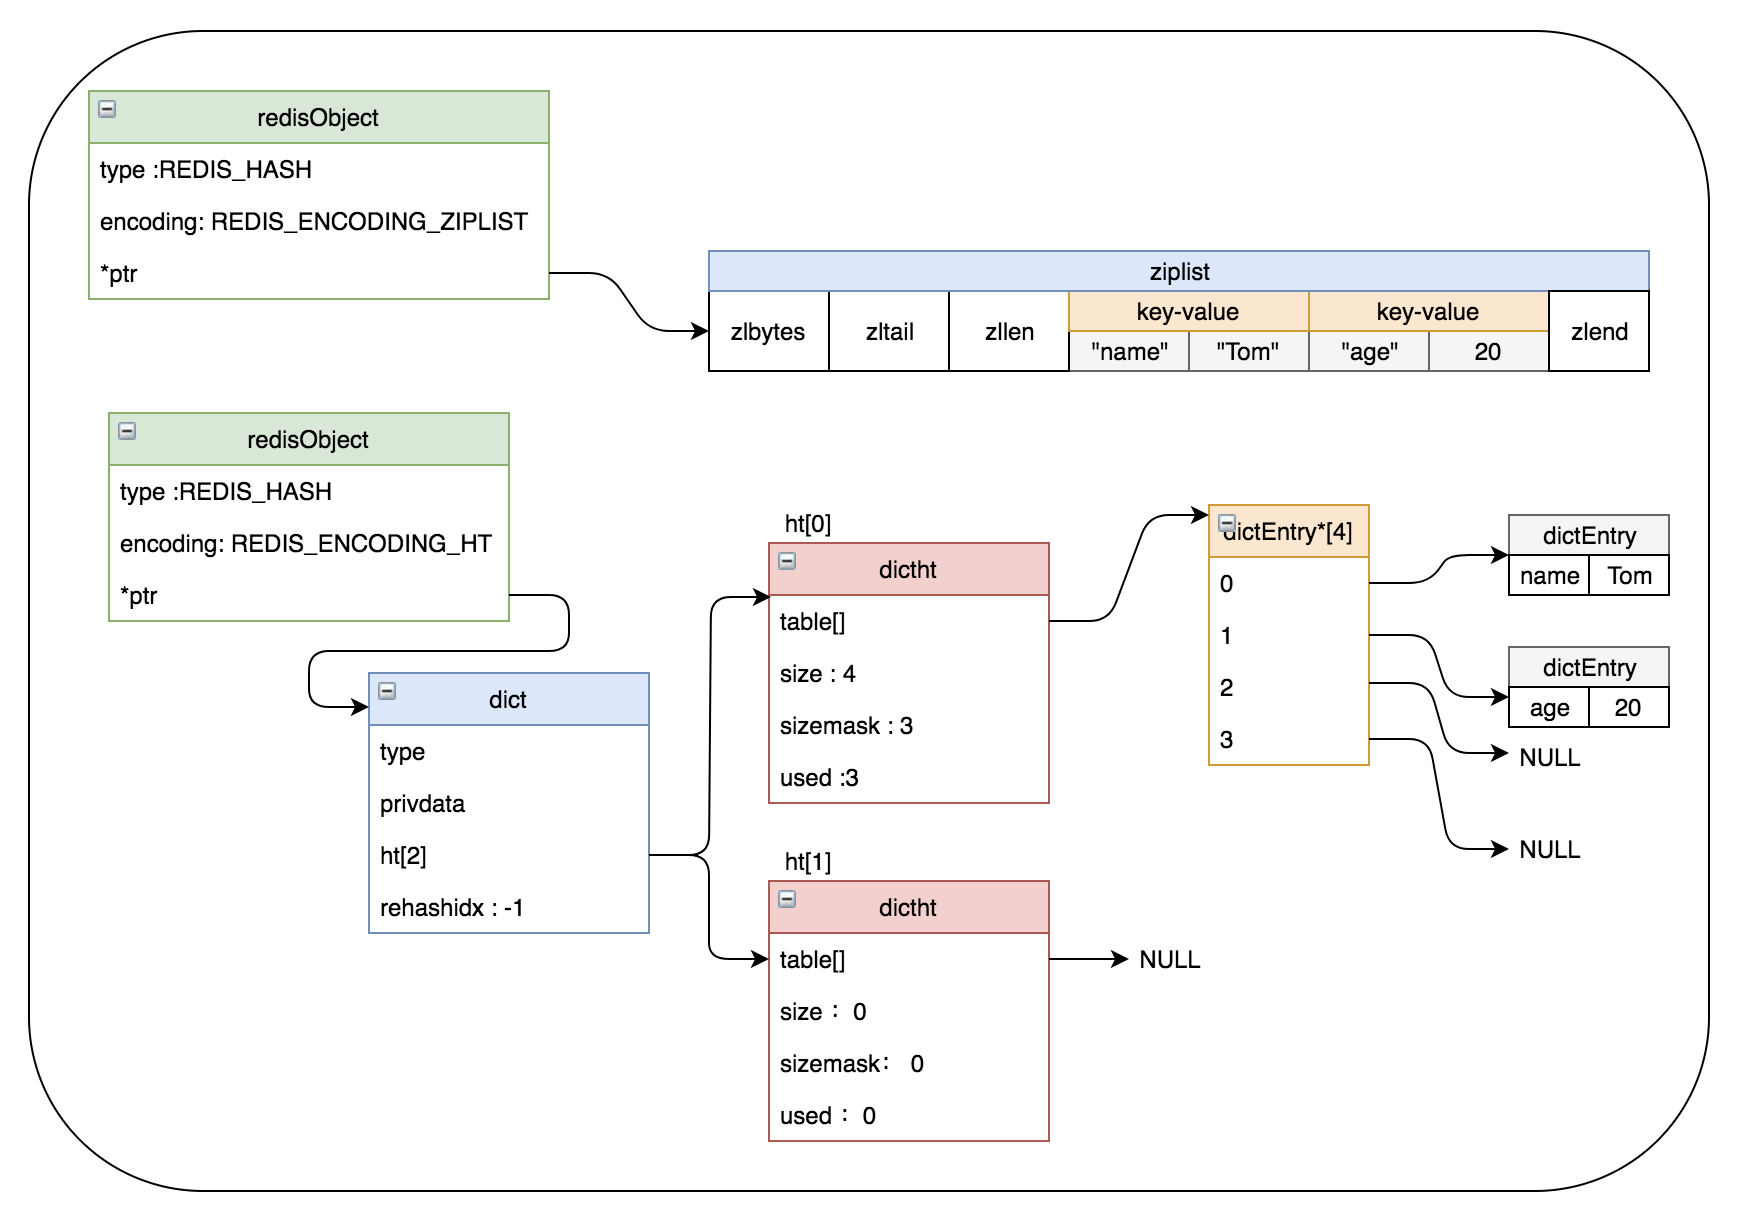 redisObject
type :REDIS_HASH
encoding: REDIS_ENCODING_ZIPLIST
*ptr
ziplist
zlbytes
zltail
zllen
key-value
key-value
"name"
"Tom"
"age"
20
zlend
redisObject
type :REDIS_HASH
encoding: REDIS_ENCODING_HT
*ptr
dict
type
privdata
ht[2]
rehashidx : -1
ht[0]
dictht
table[]
size : 4
sizemask : 3
used :3
ht[1]
dictht
table[]
size： 0
sizemask： 0
used： 0
NULL
dictEntry*[4]
0
1
2
3
dictEntry
name
Tom
dictEntry
age
20
NULL
NULL